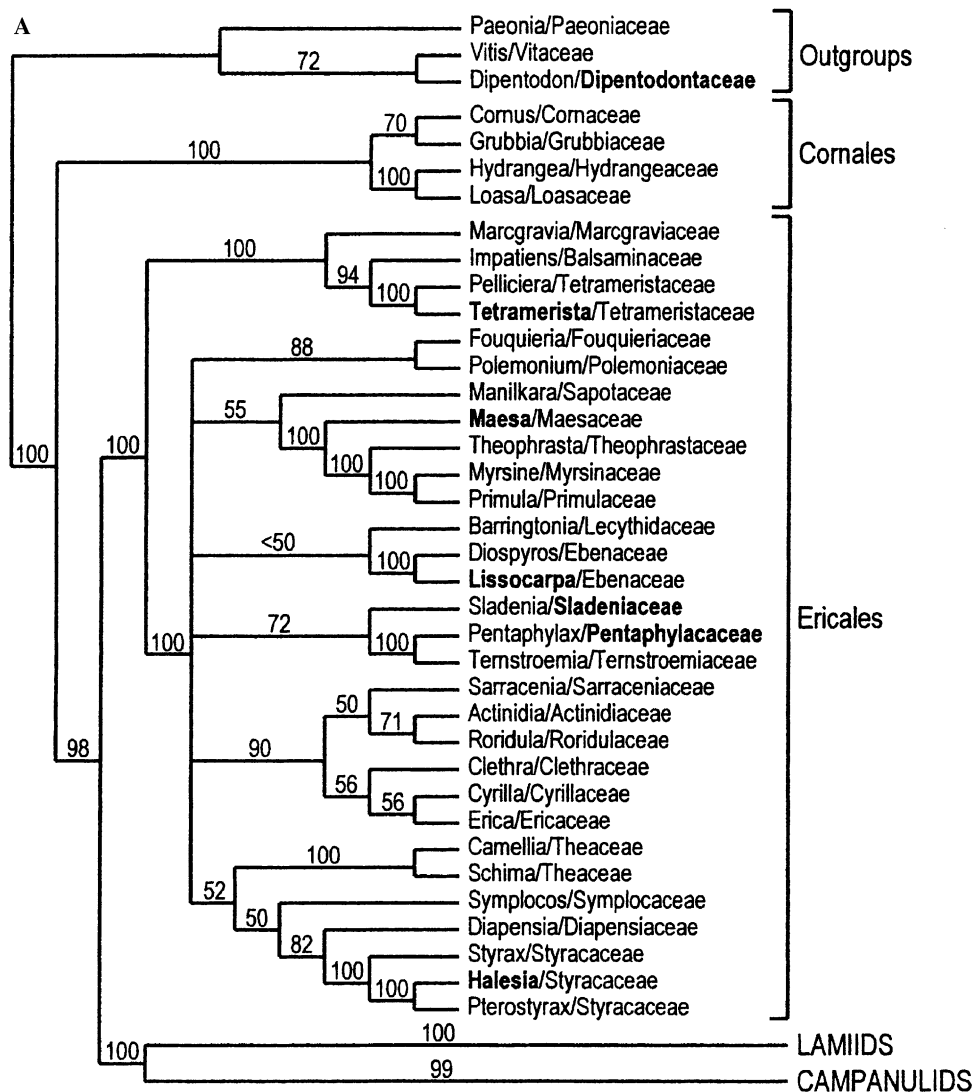 A
Paeonia/Paeoniaceae
Vitis/Vitaceae
72
Dipentodon/Dipentodontaceae
Outgroups
Cornus/Cornaceae
70
Grubbia/Grubbiaceae
100
Hydrangea/Hydrangeaceae
100
Loasa/Loasaceae
Cornales
Marcgravia/Marcgraviaceae
100
Impatiens/Balsaminaceae
94
Pelliciera/Tetrameristaceae
100
Tetramerista/Tetrameristaceae
Fouquieria/Fouquieriaceae
88
Polemonium/Polemoniaceae
Manilkara/Sapotaceae
55
Maesa/Maesaceae
100
Theophrasta/Theophrastaceae
100
100
100
100
Myrsine/Myrsinaceae
100
Primula/Primulaceae
Barringtonia/Lecythidaceae
<50
Diospyros/Ebenaceae
100
Lissocarpa/Ebenaceae
Sladenia/Sladeniaceae
Ericales
72
Pentaphylax/Pentaphylacaceae
100
100
Ternstroemia/Ternstroemiaceae
Sarracenia/Sarraceniaceae
50
Actinidia/Actinidiaceae
71
Roridula/Roridulaceae
98
90
Clethra/Clethraceae
56
Cyrilla/Cyrillaceae
56
Erica/Ericaceae
Camellia/Theaceae
100
Schima/Theaceae
52
Symplocos/Symplocaceae
50
Diapensia/Diapensiaceae
82
Styrax/Styracaceae
100
Halesia/Styracaceae
100
Pterostyrax/Styracaceae
100
LAMIIDS
100
99
CAMPANULIDS